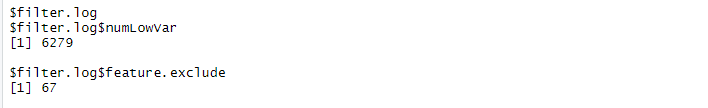 $filter.log
$filter.log$numLowVar
[1] 6279
$filter.log$feature.exclude
[1] 67